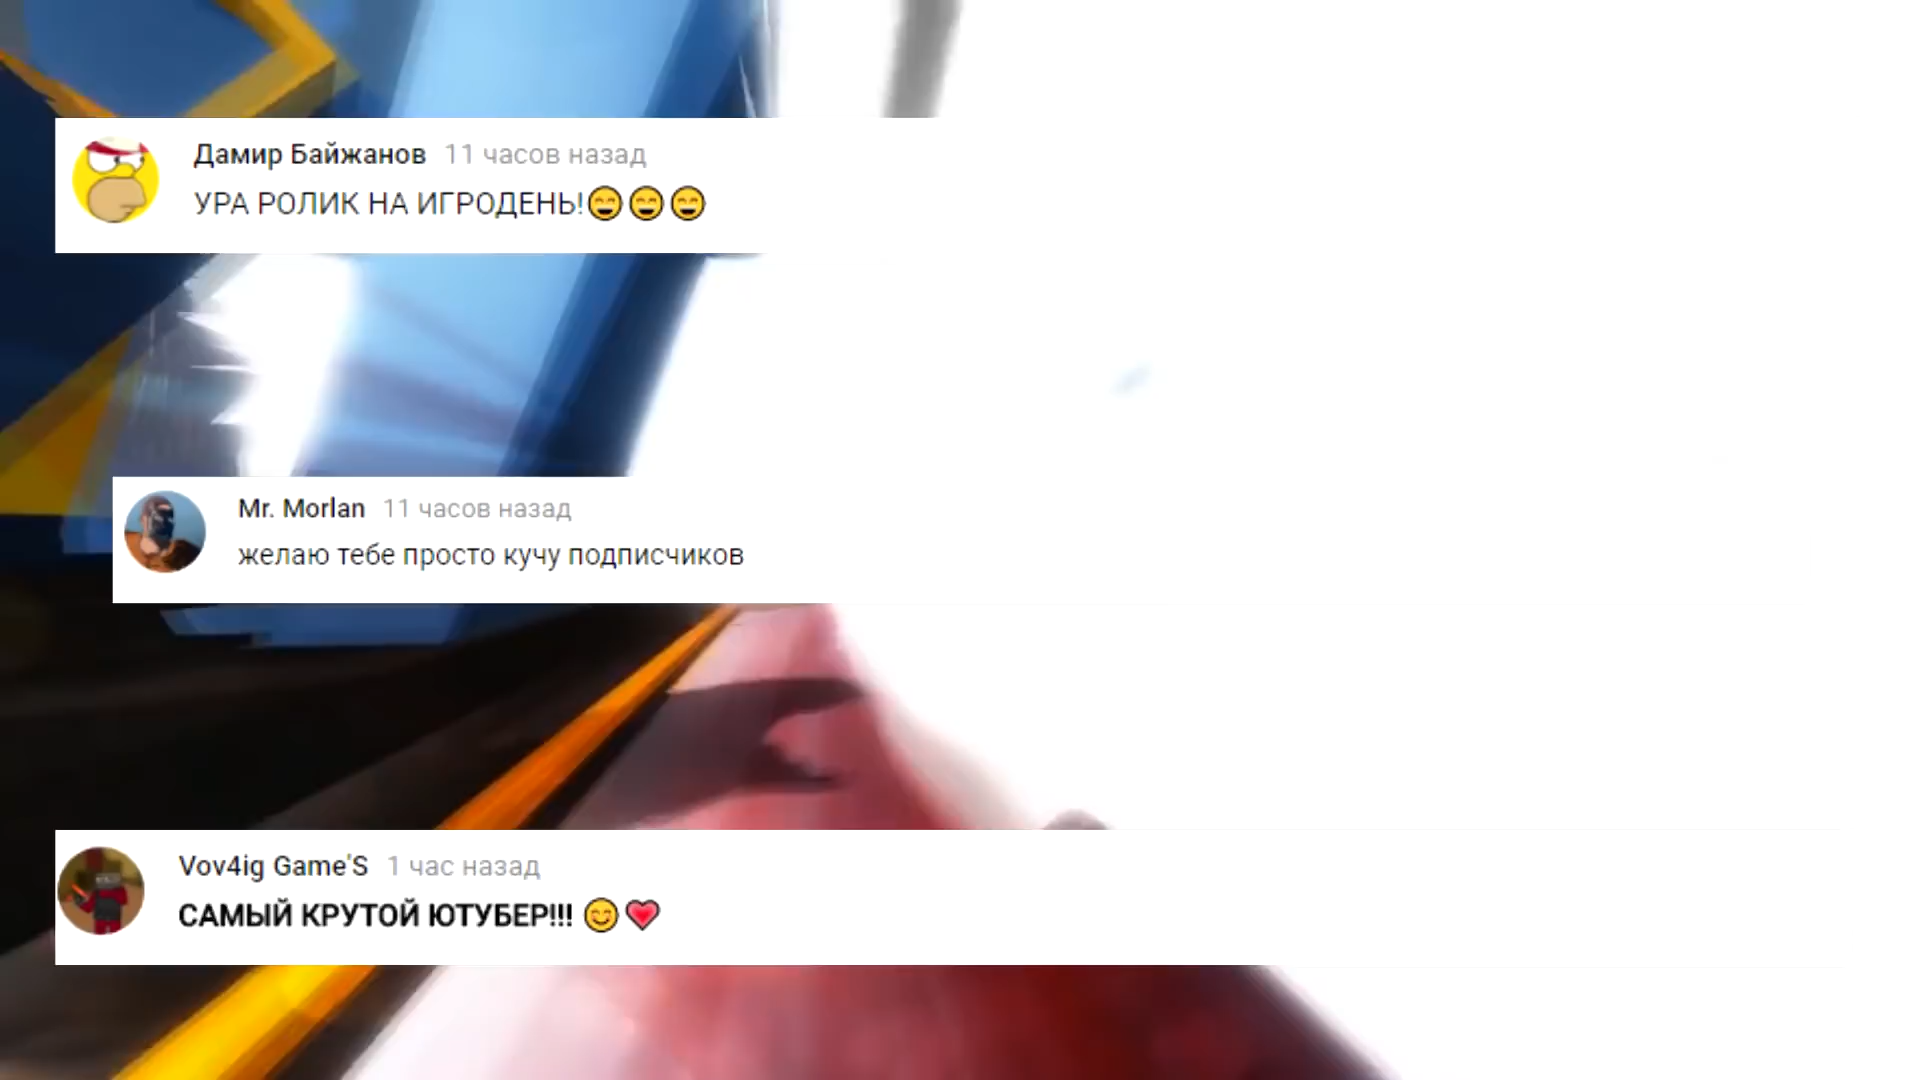 Дамир Байжанов 11 часов назад
УРА РОЛИК НА ИГРОДЕНЬ!😄😄😄
Mr. Morlan 11 часов назад
желаю тебе просто кучу подписчиков
Vov4ig Game'S 1 час назад
САМЫЙ КРУТОЙ ЮТУБЕР!!! 😊❤